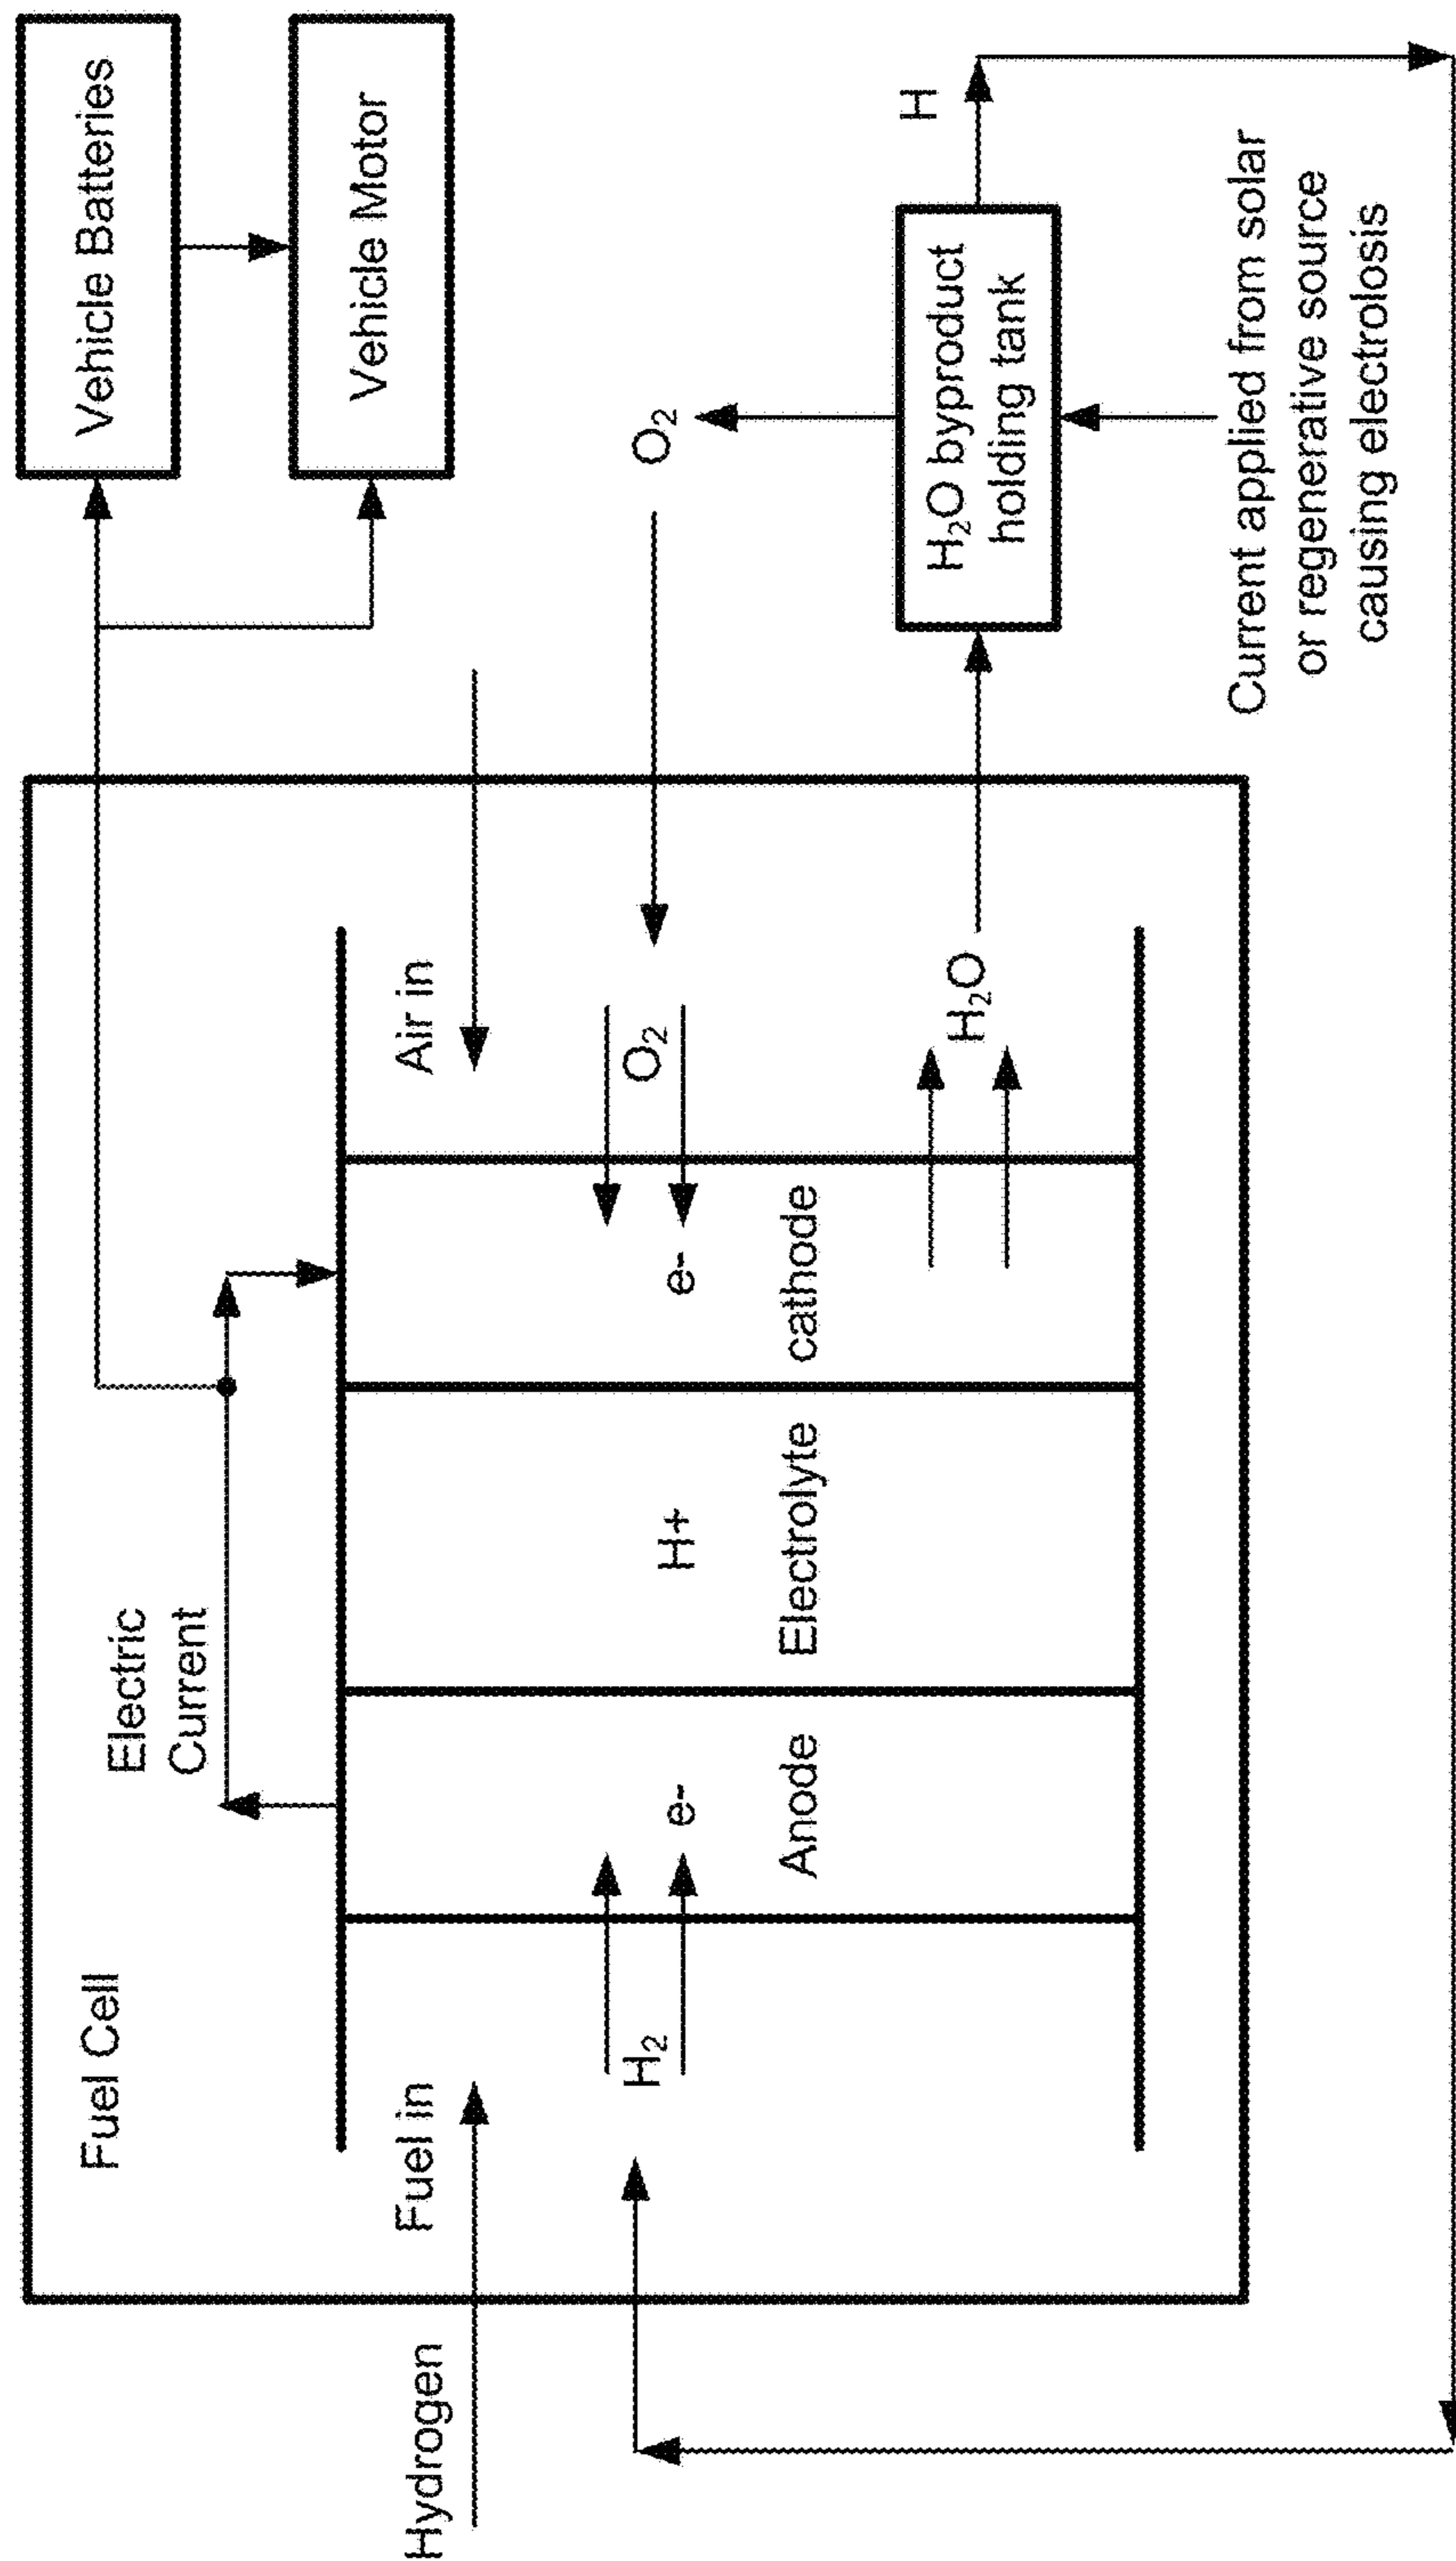 Fuel Cell
Electric
Current
Vehicle Batteries
Vehicle Motor
Hydrogen
Fuel in
Air in
H₂
e-
Anode
H+
Electrolyte
e-
cathode
O₂
O₂
H₂O
H₂O byproduct
holding tank
H
Current applied from solar
or regenerative source
causing electrolosis